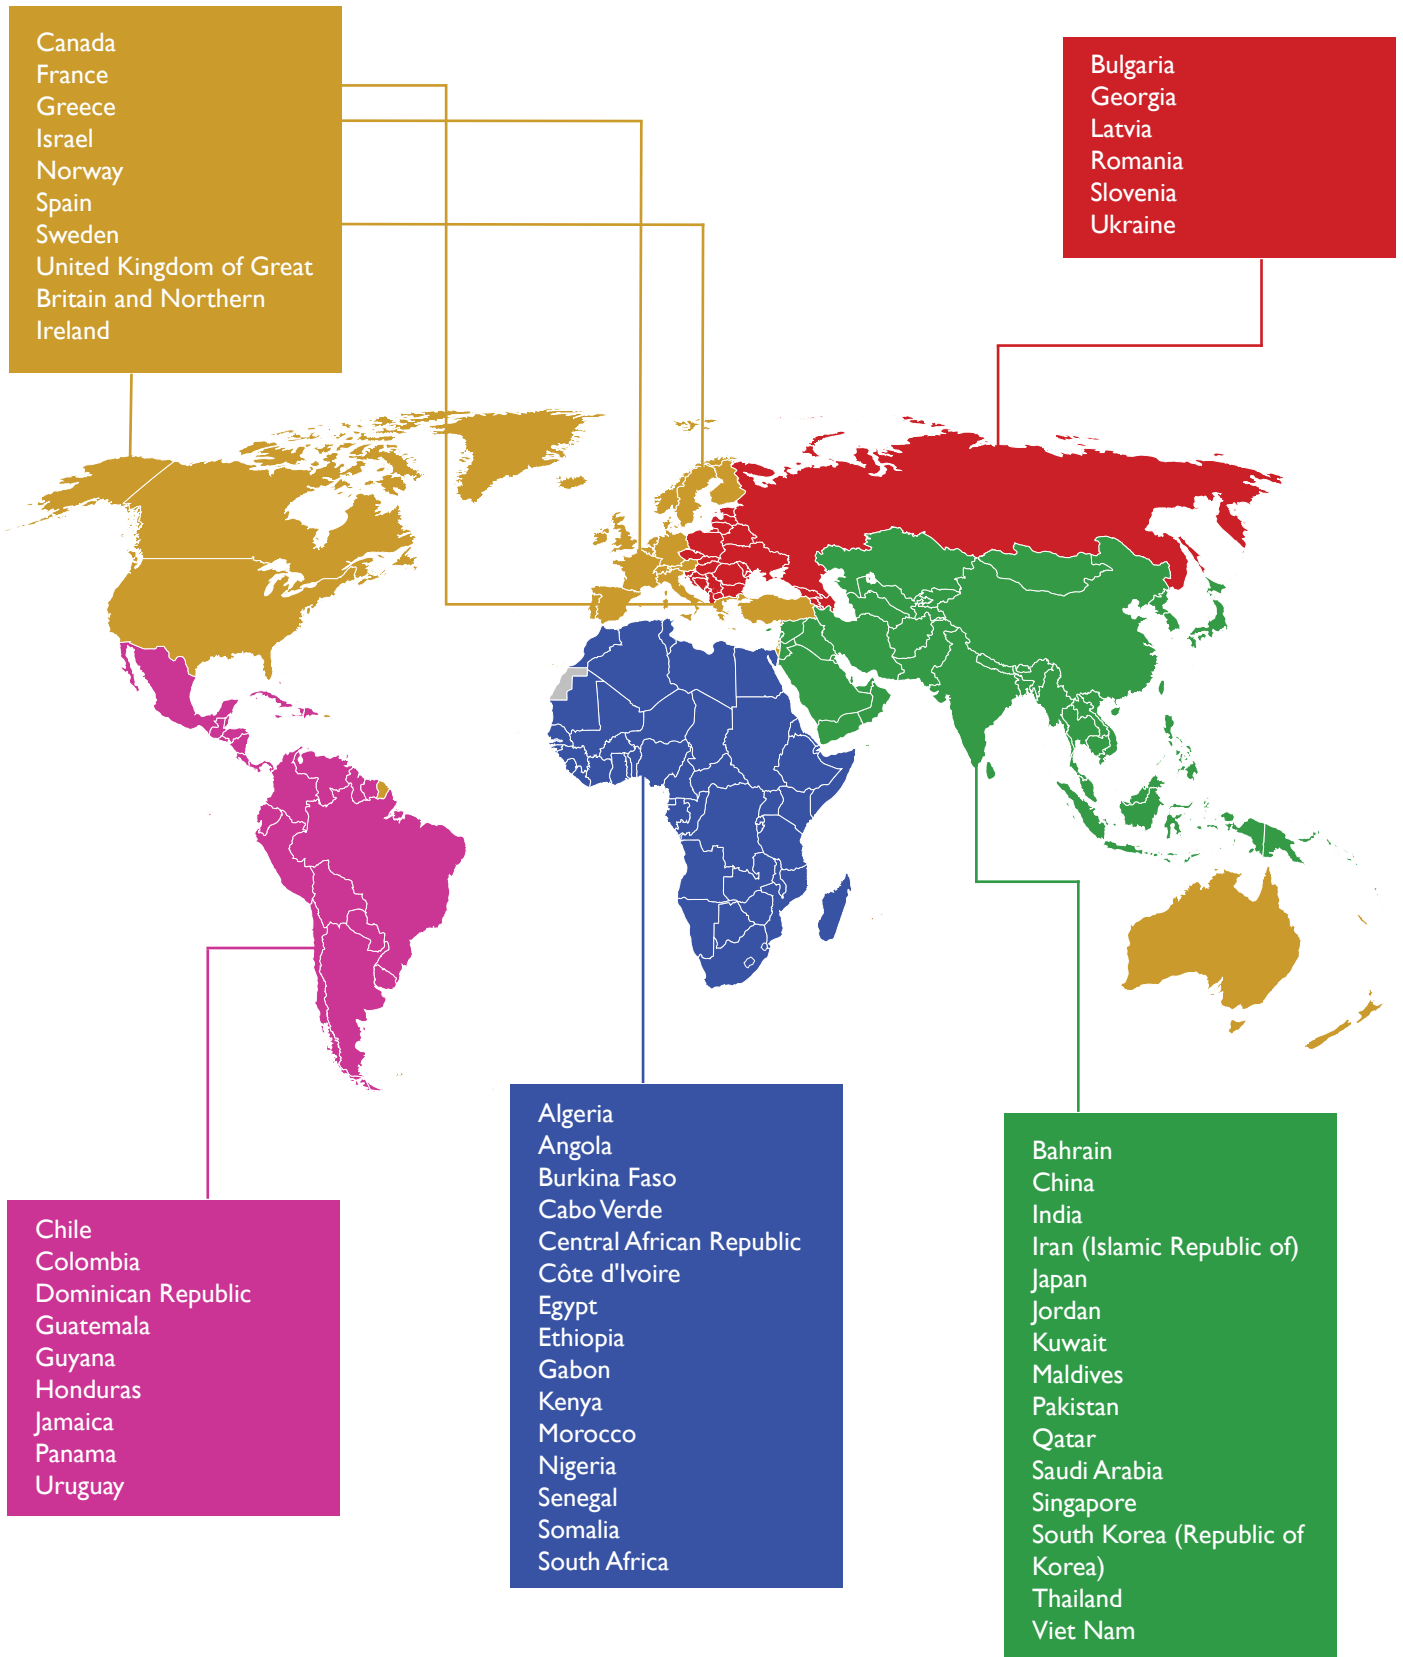 Canada
France
Greece
Israel
Norway
Spain
Sweden
United Kingdom of Great
Britain and Northern
Ireland
Bulgaria
Georgia
Latvia
Romania
Slovenia
Ukraine
Chile
Colombia
Dominican Republic
Guatemala
Guyana
Honduras
Jamaica
Panama
Uruguay
Algeria
Angola
Burkina Faso
Cabo Verde
Central African Republic
Côte d'Ivoire
Egypt
Ethiopia
Gabon
Kenya
Morocco
Nigeria
Senegal
Somalia
South Africa
Bahrain
China
India
Iran (Islamic Republic of)
Japan
Jordan
Kuwait
Maldives
Pakistan
Qatar
Saudi Arabia
Singapore
South Korea (Republic of
Korea)
Thailand
Viet Nam